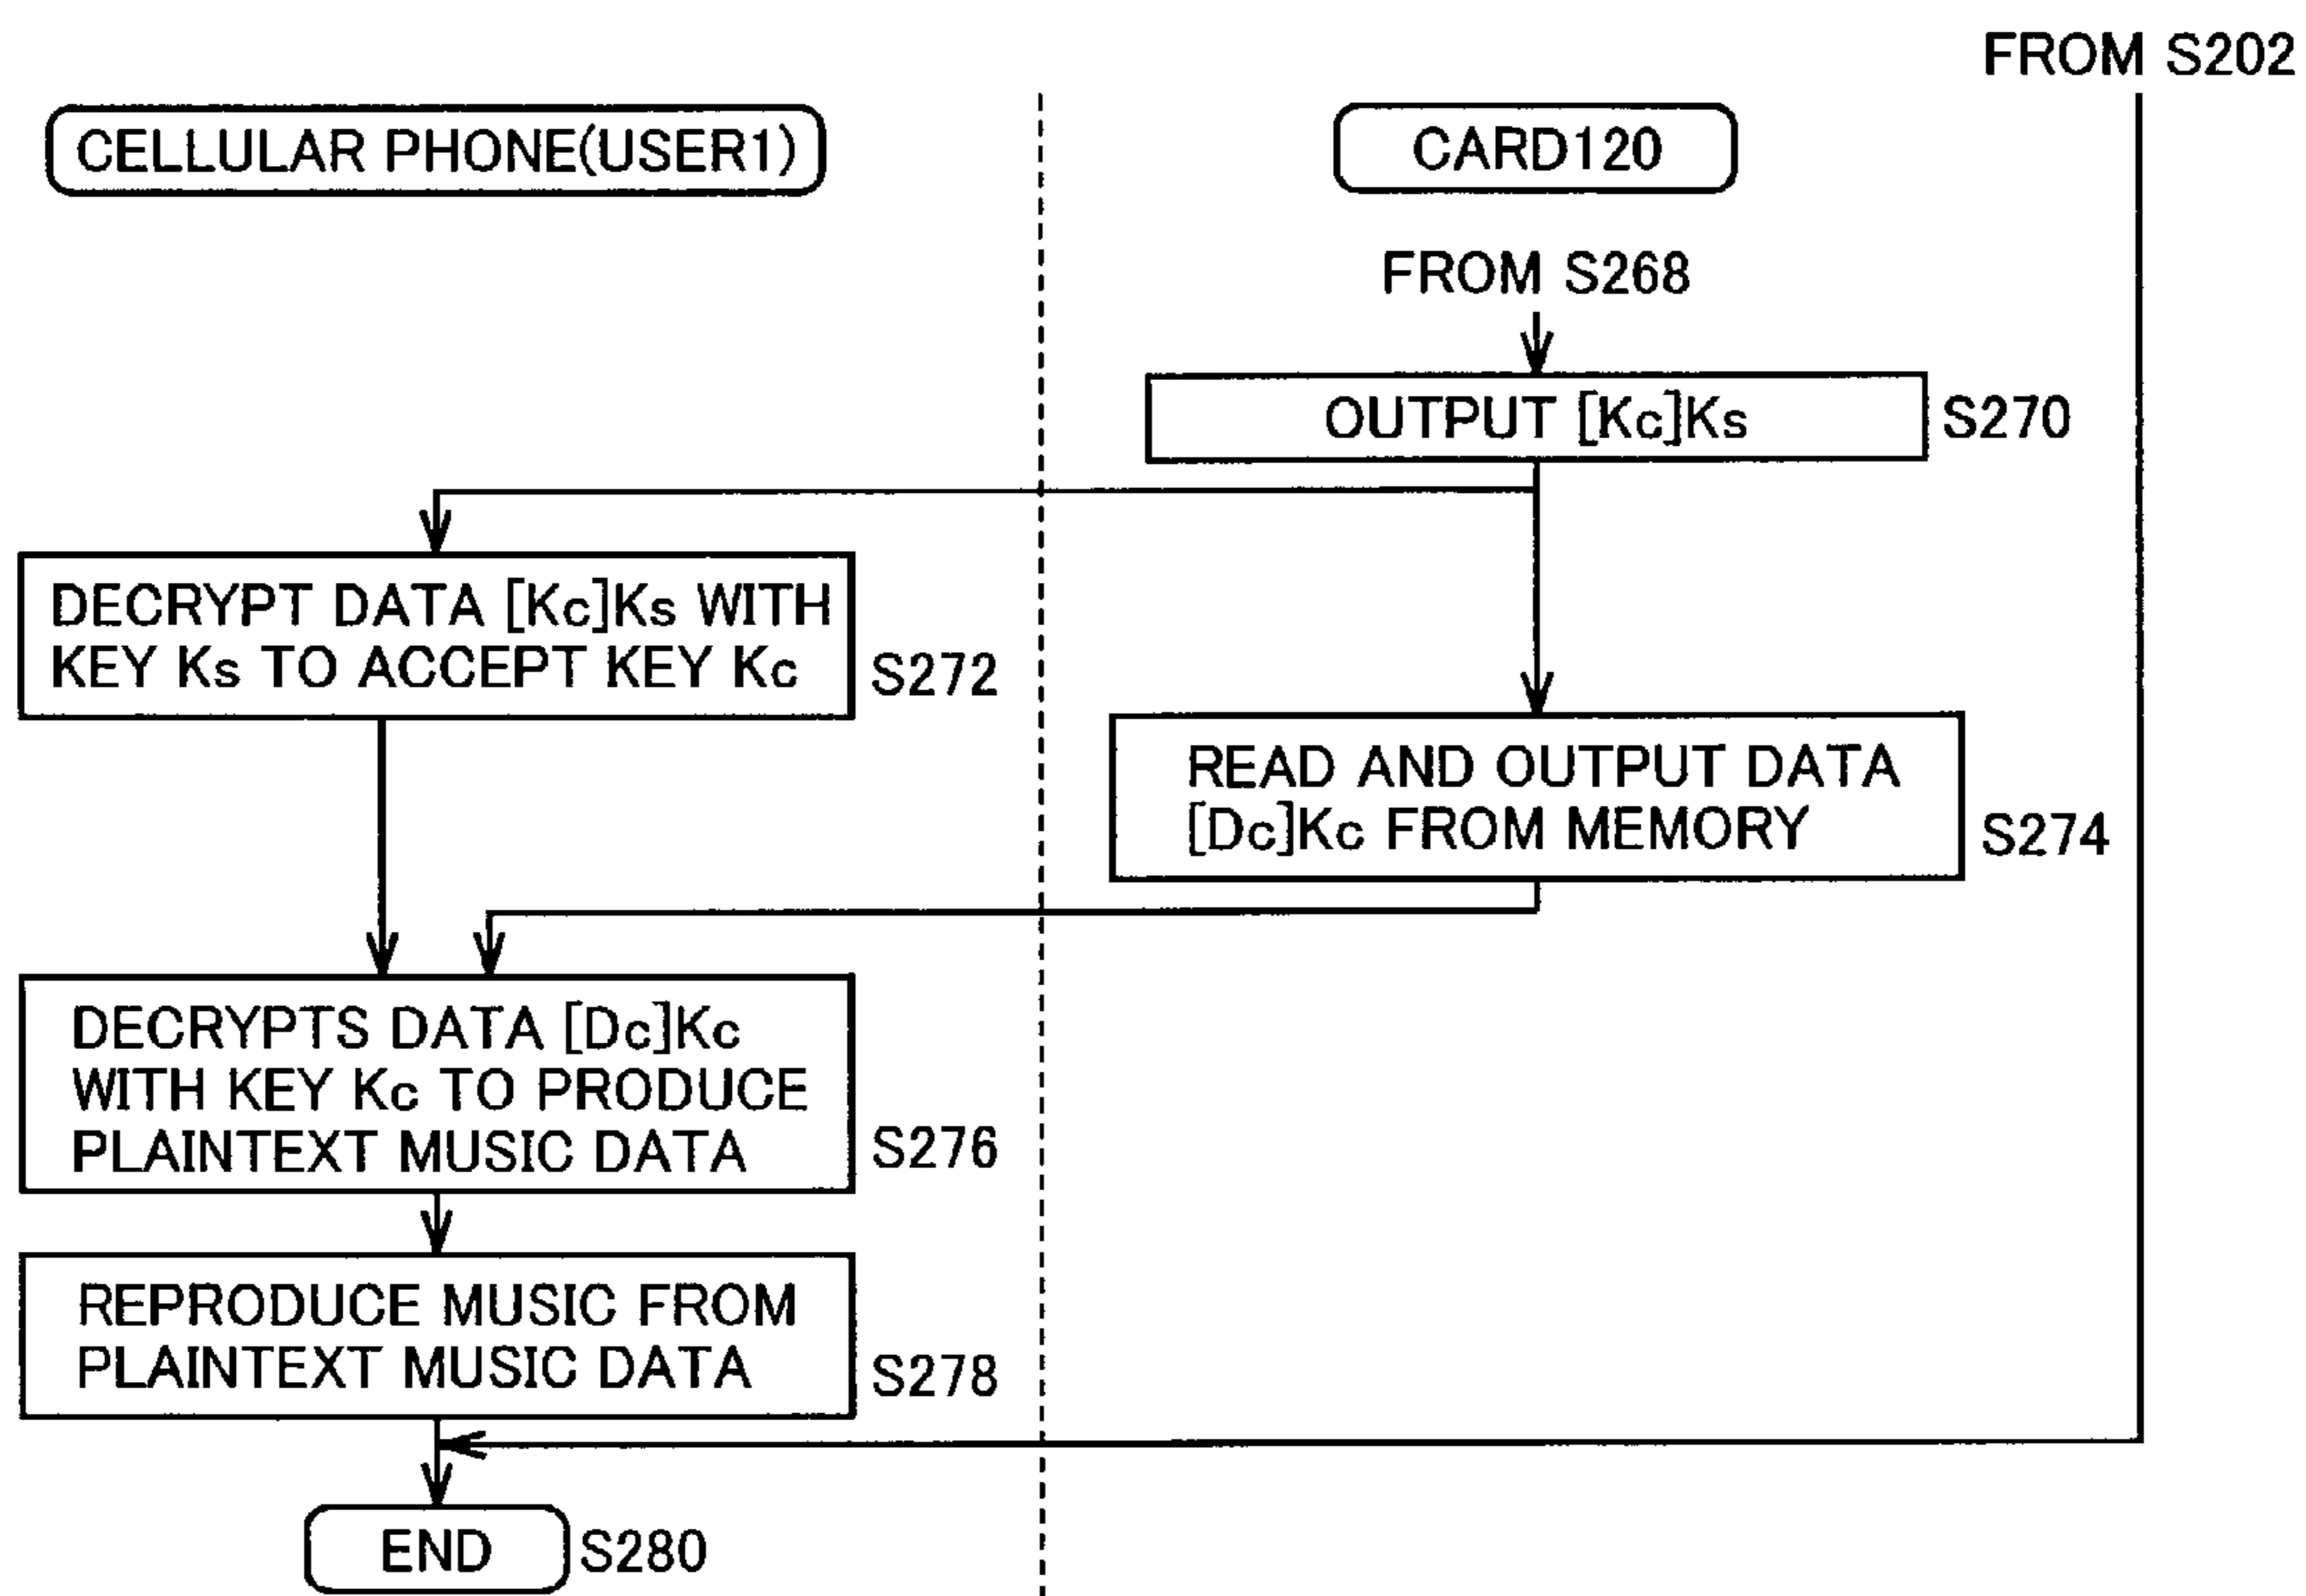 FROM S202
CELLULAR PHONE(USER1)
CARD120
FROM S268
OUTPUT [Kc]Ks
S270
DECRYPT DATA [Kc]Ks WITH
KEY Ks TO ACCEPT KEY Kc
S272
READ AND OUTPUT DATA
[Dc]Kc FROM MEMORY
S274
DECRYPTS DATA [Dc]Kc
WITH KEY Kc TO PRODUCE
PLAINTEXT MUSIC DATA
S276
REPRODUCE MUSIC FROM
PLAINTEXT MUSIC DATA
S278
END
S280